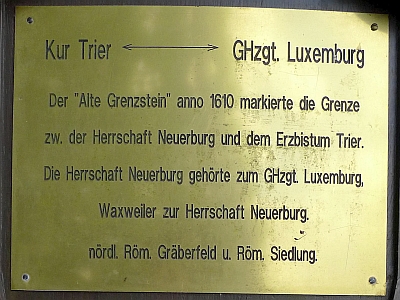 Kur Trier ⟷ GHzgt. Luxemburg
Der "Alte Grenzstein" anno 1610 markierte die Grenze
zw. der Herrschaft Neuerburg und dem Erzbistum Trier.
Die Herrschaft Neuerburg gehörte zum GHzgt. Luxemburg,
Waxweiler zur Herrschaft Neuerburg.
nördl. Röm. Gräberfeld u. Röm. Siedlung.